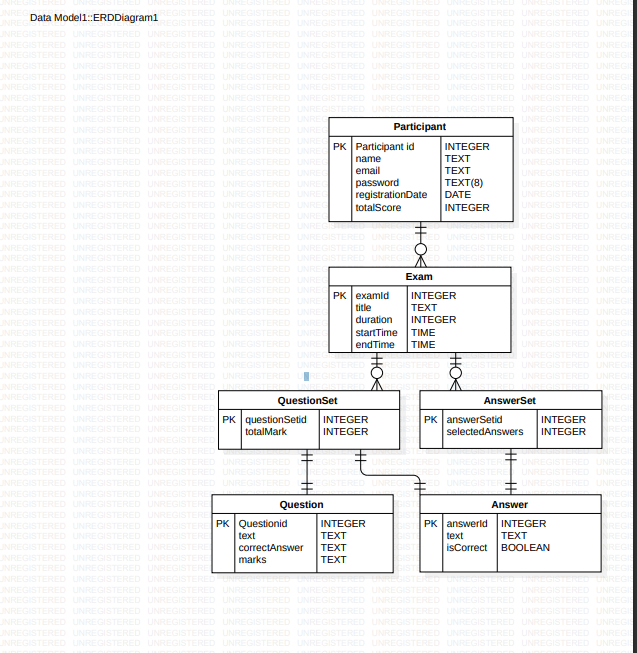 Data Model1::ERDDiagram1
Participant
PK Participant id INTEGER
name TEXT
email TEXT
password TEXT(8)
registrationDate DATE
totalScore INTEGER
Exam
PK examId INTEGER
title TEXT
duration INTEGER
startTime TIME
endTime TIME
QuestionSet AnswerSet
PK questionSetid INTEGER PK answerSetid INTEGER
totalMark INTEGER selectedAnswers INTEGER
Question Answer
PK Questionid INTEGER PK answerId INTEGER
text TEXT text TEXT
correctAnswer TEXT isCorrect BOOLEAN
marks TEXT
UNREGISTERED